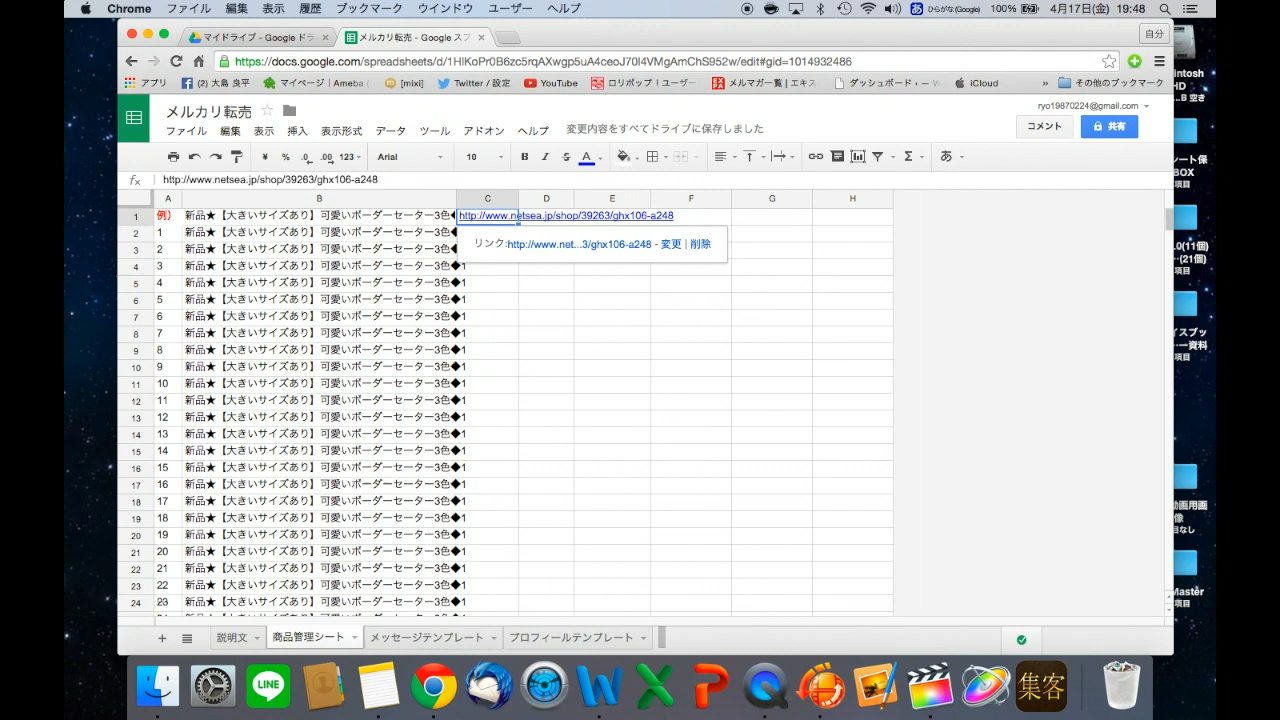 Chrome ファイル 編集 表示 履歴 ブックマーク ウインドウ ユーザー ヘルプ
あ ひらがな(Google) 100% 4月17日(金) 19:48
マイドライブ - Google ドラ × メルカリ転売 - Google スプ
自分
アプリ (2) 大島 良平 マイページ | Ameba ( [mixi] YouTube ロリポップ！ユーザー ダッシュボード ‹ — W iCloud » その他のブックマーク
メルカリ転売
ryo19870224@gmail.com
ファイル 編集 表示 挿入 表示形式 データ ツール アドオン ヘルプ 変更内容をすべてドライブに保存しました
コメント 共有
¥ % .0 .00 123 Arial 10 B I S A Σ あ
fx http://www.netsea.jp/shop/39263/ghx106-a248
A B C D E F G H
1 例） 新品★【大きいサイズあり】可愛いボーダーセーター3色◆ http://www.netsea.jp/shop/39263/ghx106-a248
リンク:http://www.net...3/ghx106-a248 - 変更 | 削除
2 1 新品★【大きいサイズあり】可愛いボーダーセーター3色◆
3 2 新品★【大きいサイズあり】可愛いボーダーセーター3色◆
4 3 新品★【大きいサイズあり】可愛いボーダーセーター3色◆1
5 4 新品★【大きいサイズあり】可愛いボーダーセーター3色◆1
6 5 新品★【大きいサイズあり】可愛いボーダーセーター3色◆1
7 6 新品★【大きいサイズあり】可愛いボーダーセーター3色◆1
8 7 新品★【大きいサイズあり】可愛いボーダーセーター3色◆1
9 8 新品★【大きいサイズあり】可愛いボーダーセーター3色◆1
10 9 新品★【大きいサイズあり】可愛いボーダーセーター3色◆1
11 10 新品★【大きいサイズあり】可愛いボーダーセーター3色◆1
12 11 新品★【大きいサイズあり】可愛いボーダーセーター3色◆1
13 12 新品★【大きいサイズあり】可愛いボーダーセーター3色◆1
14 13 新品★【大きいサイズあり】可愛いボーダーセーター3色◆1
15 14 新品★【大きいサイズあり】可愛いボーダーセーター3色◆1
16 15 新品★【大きいサイズあり】可愛いボーダーセーター3色◆1
17 16 新品★【大きいサイズあり】可愛いボーダーセーター3色◆1
18 17 新品★【大きいサイズあり】可愛いボーダーセーター3色◆1
19 18 新品★【大きいサイズあり】可愛いボーダーセーター3色◆1
20 19 新品★【大きいサイズあり】可愛いボーダーセーター3色◆1
21 20 新品★【大きいサイズあり】可愛いボーダーセーター3色◆1
22 21 新品★【大きいサイズあり】可愛いボーダーセーター3色◆1
23 22 新品★【大きいサイズあり】可愛いボーダーセーター3色◆1
24 23 新品★【大きいサイズあり】可愛いボーダーセーター3色◆1
説明文 商品管理シート メッセージテンプレート プロフィールテンプレート
intosh
HD
...B 空き
ート保
BOX
項目
.0(11個)
…(21個)
項目
イスブッ
…ー資料
項目
動画用画
像
目なし
Master
項目
LINE
集客